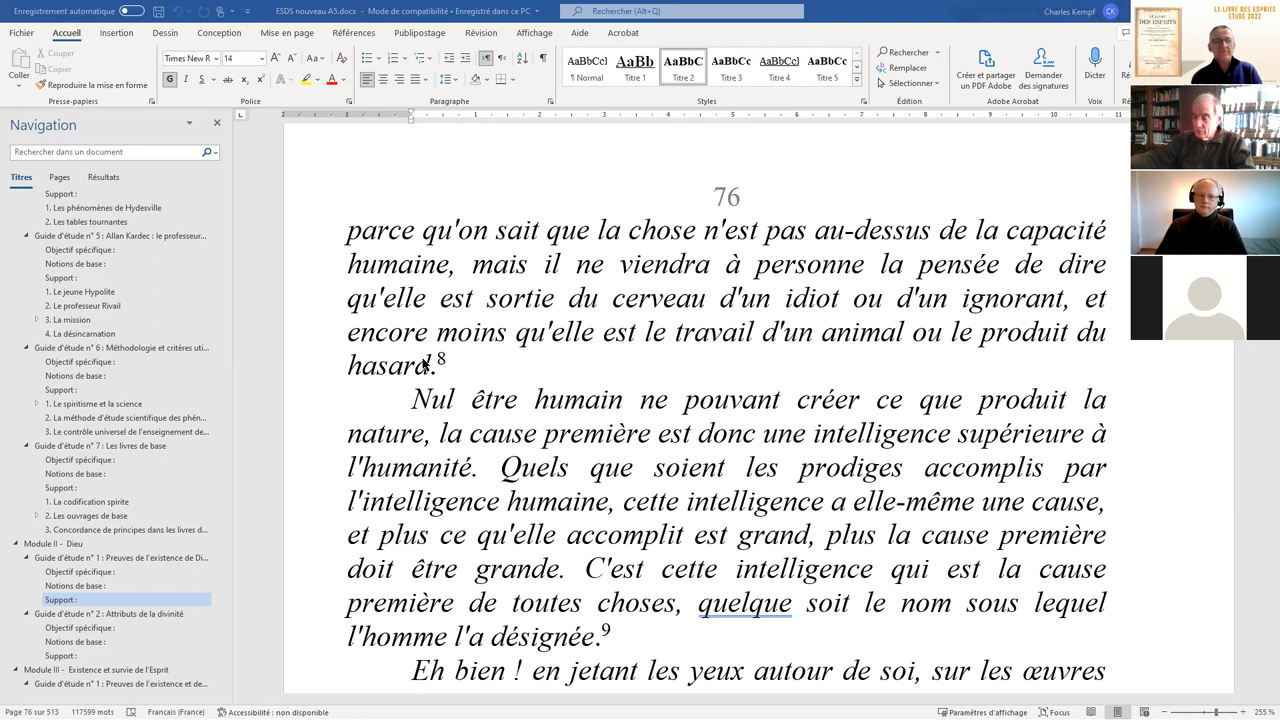 Enregistrement automatique
ESDS nouveau A5.docx - Mode de compatibilité • Enregistré dans ce PC
Rechercher (Alt+Q)
Charles Kempf
CK
LE LIVRE DES ESPRITS
ETUDE 2022
Fichier
Accueil
Insertion
Dessin
Conception
Mise en page
Références
Publipostage
Révision
Affichage
Aide
Acrobat
Coller
Couper
Copier
Reproduire la mise en forme
Presse-papiers
Times New R
14
Aa
G I S ab x₂ x²
Police
Paragraphe
AaBbCcI
¶ Normal
AaBb
Titre 1
AaBbC
Titre 2
AaBbCc
Titre 3
AaBbCcI
Titre 4
AaBbCc
Titre 5
Styles
Rechercher
Remplacer
Sélectionner
Édition
Créer et partager
un PDF Adobe
Demander
des signatures
Adobe Acrobat
Dicter
Voix
Navigation
Rechercher dans un document
Titres
Pages
Résultats
Support :
1. Les phénomènes de Hydesville
2. Les tables tournantes
Guide d'étude n° 5 : Allan Kardec : le professeur...
Objectif spécifique :
Notions de base :
Support :
1. Le jeune Hypolite
2. Le professeur Rivail
3. La mission
4. La désincarnation
Guide d'étude n° 6 : Méthodologie et critères uti...
Objectif spécifique :
Notions de base :
Support :
1. Le spiritisme et la science
2. La méthode d'étude scientifique des phén...
3. Le contrôle universel de l'enseignement de...
Guide d'étude n° 7 : Les livres de base
Objectif spécifique :
Notions de base :
Support :
1. La codification spirite
2. Les ouvrages de base
3. Concordance de principes dans les livres d...
Module II - Dieu
Guide d'étude n° 1 : Preuves de l'existence de Di...
Objectif spécifique :
Notions de base :
Support :
Guide d'étude n° 2 : Attributs de la divinité
Objectif spécifique :
Notions de base :
Support :
Module III - Existence et survie de l'Esprit
Guide d'étude n° 1 : Preuves de l'existence et de...
76
parce qu'on sait que la chose n'est pas au-dessus de la capacité
humaine, mais il ne viendra à personne la pensée de dire
qu'elle est sortie du cerveau d'un idiot ou d'un ignorant, et
encore moins qu'elle est le travail d'un animal ou le produit du
hasard.8
Nul être humain ne pouvant créer ce que produit la
nature, la cause première est donc une intelligence supérieure à
l'humanité. Quels que soient les prodiges accomplis par
l'intelligence humaine, cette intelligence a elle-même une cause,
et plus ce qu'elle accomplit est grand, plus la cause première
doit être grande. C'est cette intelligence qui est la cause
première de toutes choses, quelque soit le nom sous lequel
l'homme l'a désignée.9
Eh bien ! en jetant les yeux autour de soi, sur les œuvres
Page 76 sur 513
117599 mots
Français (France)
Accessibilité : non disponible
Paramètres d'affichage
Focus
255 %